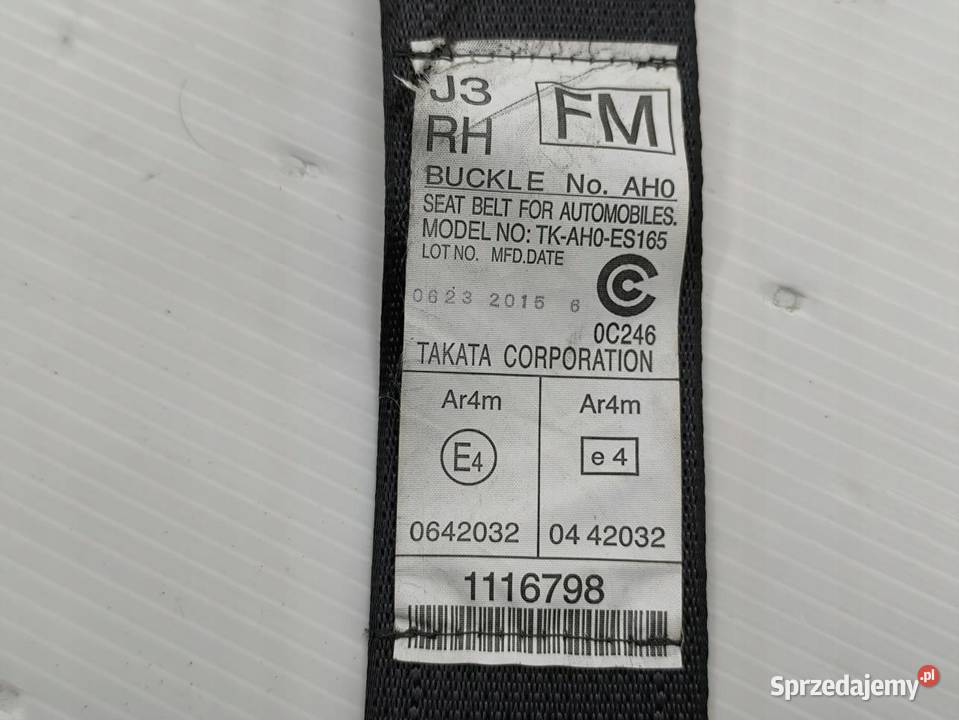 J3
RH
FM
BUCKLE No. AH0
SEAT BELT FOR AUTOMOBILES.
MODEL NO: TK-AH0-ES165
LOT NO. MFD.DATE
0623 2015 6
0C246
TAKATA CORPORATION
Ar4m
E4
0642032
Ar4m
e 4
04 42032
1116798
Sprzedajemy.pl